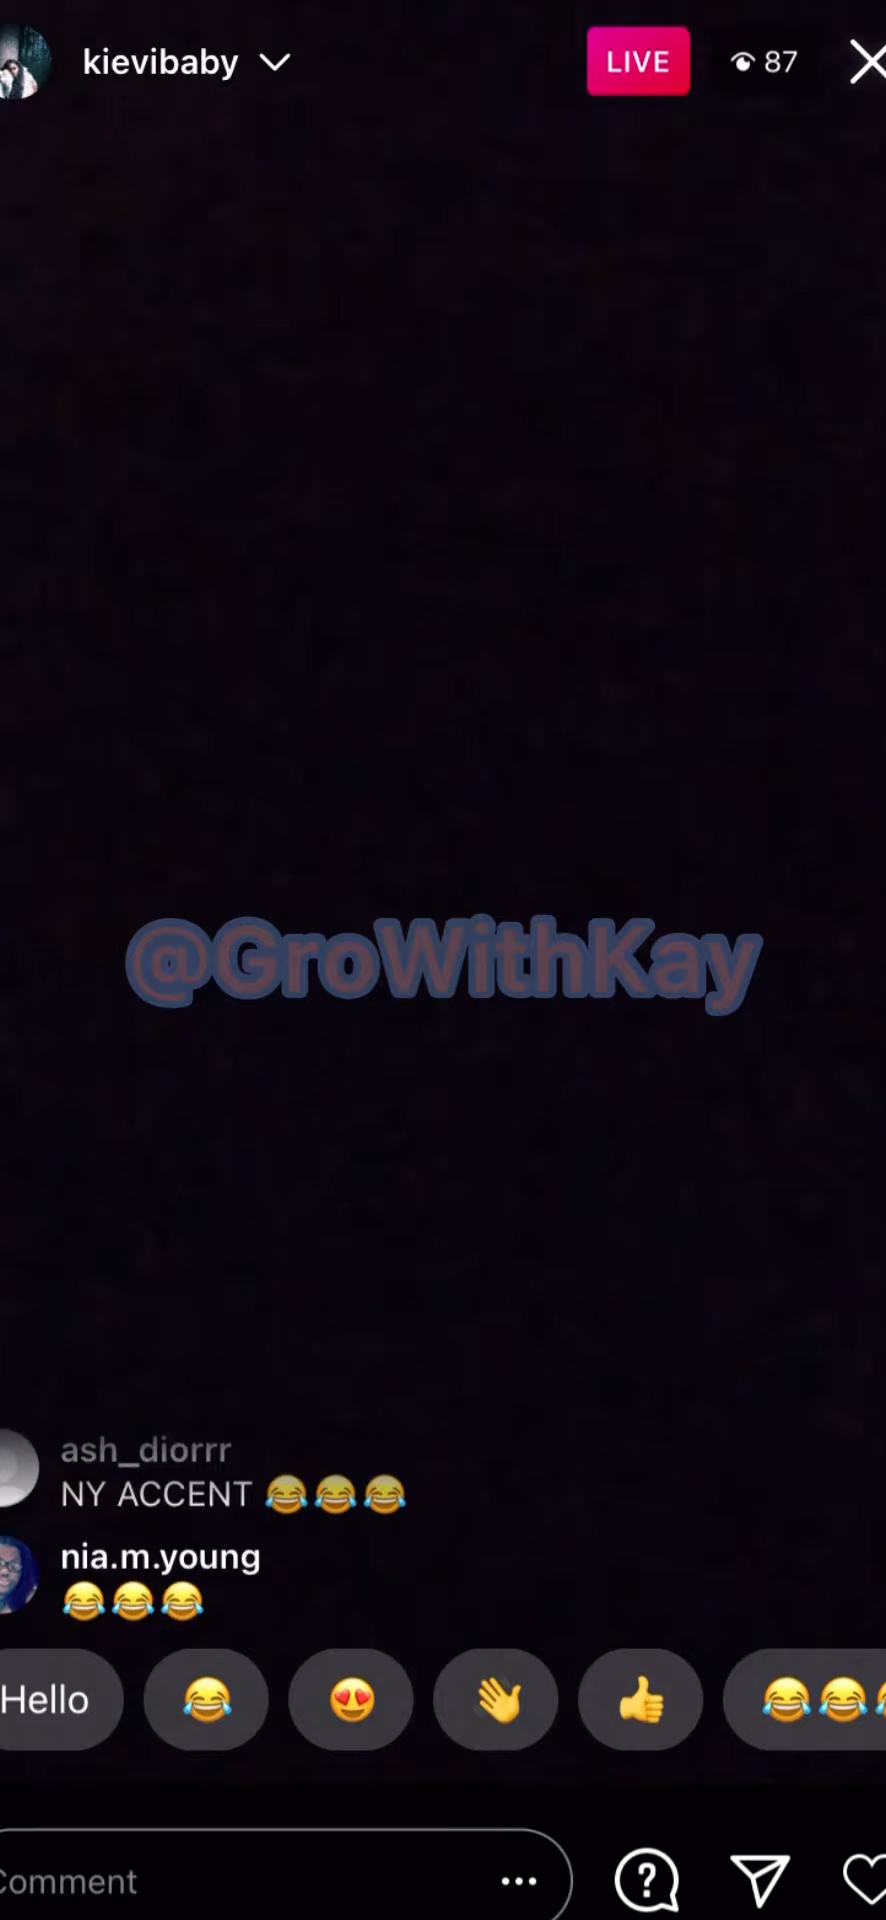 kievibaby
LIVE
87
@GroWithKay
ash_diorrr
NY ACCENT 😂😂😂
nia.m.young
😂😂😂
Hello 😂 😍 👋 👍 😂😂
Comment